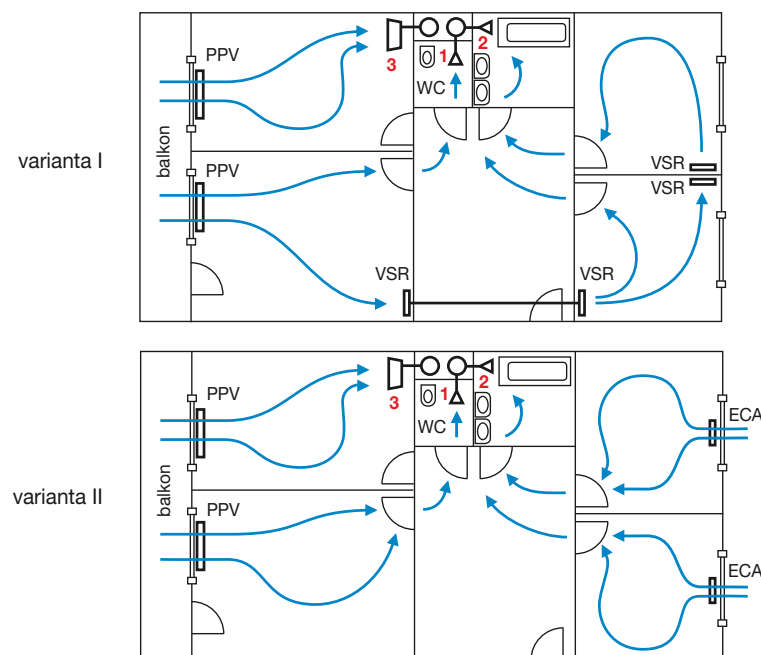 PPV
3
1
2
WC
VSR
VSR
varianta I
balkon
PPV
VSR
VSR
PPV
3
1
2
WC
ECA
varianta II
balkon
PPV
ECA